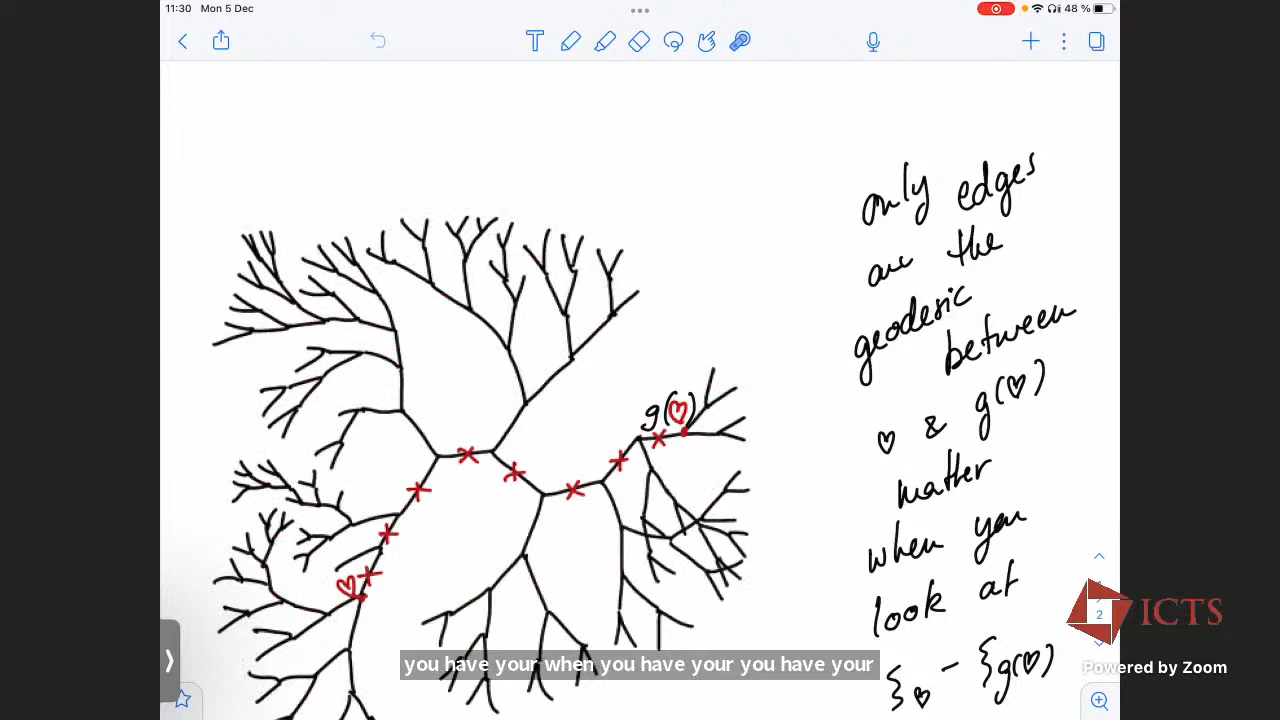 11:30 Mon 5 Dec
48 %
only edges
are the
geodesic
between
♡ & g(♡)
matter
when you
look at
ξ♡ - ξg(♡)
g(♡)
♡
2
ICTS
Powered by Zoom
you have your when you have your you have your